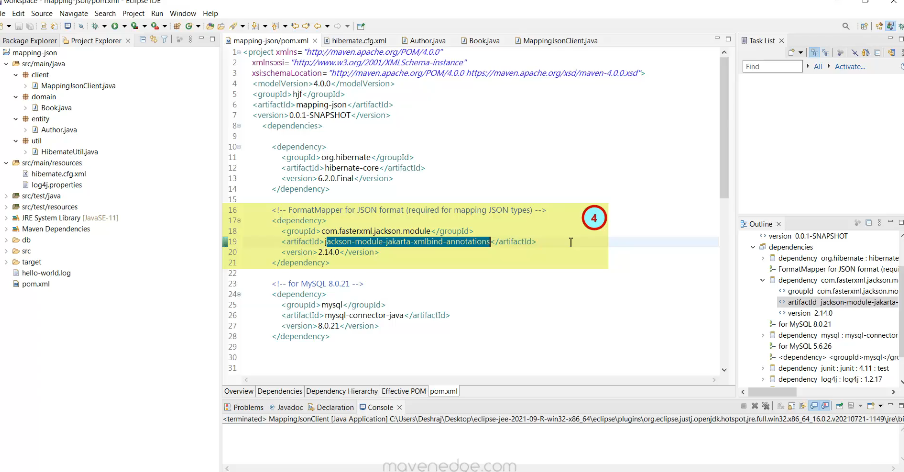 workspace - mapping-json/pom.xml - Eclipse IDE
Edit Source Navigate Search Project Run Window Help
Package Explorer Project Explorer
mapping-json
src/main/java
client
MappingJsonClient.java
domain
Book.java
entity
Author.java
util
HibernateUtil.java
src/main/resources
hibernate.cfg.xml
log4j.properties
src/test/java
src/test/resources
JRE System Library [JavaSE-11]
Maven Dependencies
db
src
target
hello-world.log
pom.xml
mapping-json/pom.xml hibernate.cfg.xml Author.java Book.java MappingJsonClient.java
1 <project xmlns="http://maven.apache.org/POM/4.0.0"
2 xmlns:xsi="http://www.w3.org/2001/XMLSchema-instance"
3 xsi:schemaLocation="http://maven.apache.org/POM/4.0.0 https://maven.apache.org/xsd/maven-4.0.0.xsd">
4 <modelVersion>4.0.0</modelVersion>
5 <groupId>hjf</groupId>
6 <artifactId>mapping-json</artifactId>
7 <version>0.0.1-SNAPSHOT</version>
8 <dependencies>
9
10 <dependency>
11 <groupId>org.hibernate</groupId>
12 <artifactId>hibernate-core</artifactId>
13 <version>6.2.0.Final</version>
14 </dependency>
15
16 <!-- FormatMapper for JSON format (required for mapping JSON types) -->
17 <dependency>
18 <groupId>com.fasterxml.jackson.module</groupId>
19 <artifactId>jackson-module-jakarta-xmlbind-annotations</artifactId>
20 <version>2.14.0</version>
21 </dependency>
22
23 <!-- for MySQL 8.0.21 -->
24 <dependency>
25 <groupId>mysql</groupId>
26 <artifactId>mysql-connector-java</artifactId>
27 <version>8.0.21</version>
28 </dependency>
29
30
31
4
Overview Dependencies Dependency Hierarchy Effective POM pom.xml
Problems Javadoc Declaration Console
<terminated> MappingJsonClient [Java Application] C:\Users\Deshraj\Desktop\eclipse-jee-2021-09-R-win32-x86_64\eclipse\plugins\org.eclipse.justj.openjdk.hotspot.jre.full.win32.x86_64_16.0.2.v20210721-1149\jre\bi
Task List
Find All Activate...
Outline
version 0.0.1-SNAPSHOT
dependencies
dependency org.hibernate : hibernate
FormatMapper for JSON format (requi
dependency com.fasterxml.jackson.m
groupId com.fasterxml.jackson.mo
artifactId jackson-module-jakarta-
version 2.14.0
for MySQL 8.0.21
dependency mysql : mysql-connector
for MySQL 5.6.26
<dependency> <groupId>mysql</gro
dependency junit : junit : 4.11 : test
dependency log4j : log4j : 1.2.17
mavenedoe.com